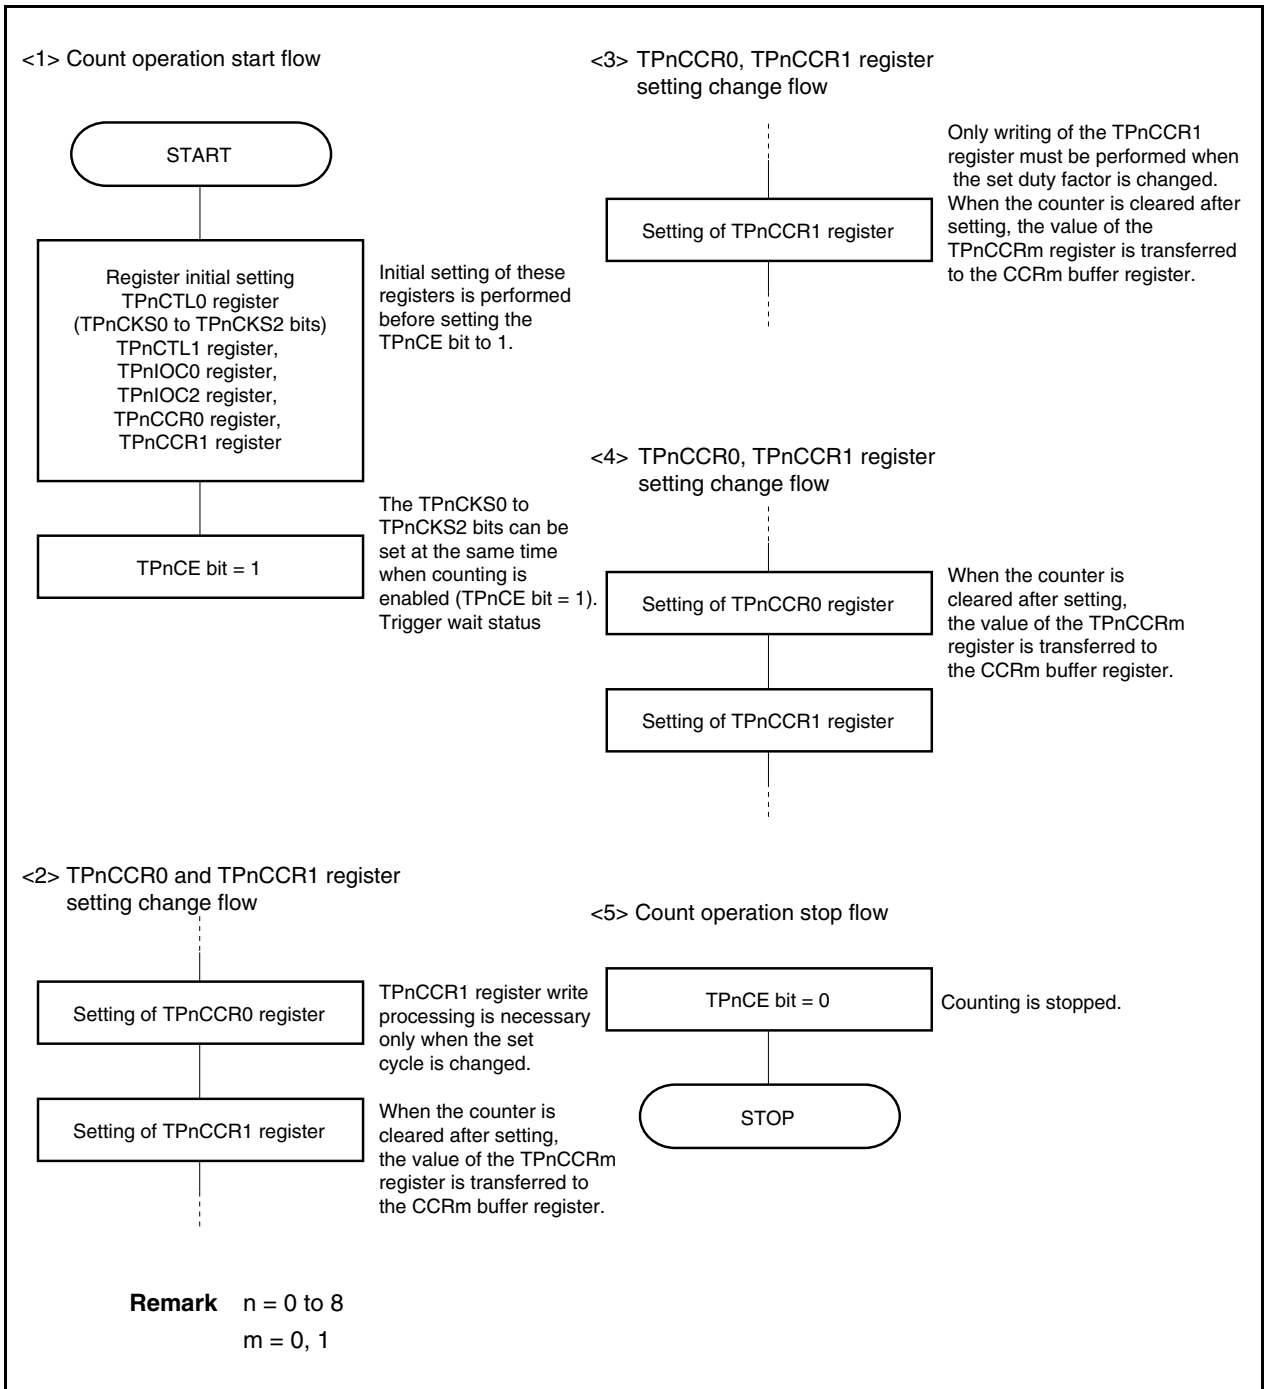 <1> Count operation start flow
START
Register initial setting
TPnCTL0 register
(TPnCKS0 to TPnCKS2 bits)
TPnCTL1 register,
TPnIOC0 register,
TPnIOC2 register,
TPnCCR0 register,
TPnCCR1 register
Initial setting of these
registers is performed
before setting the
TPnCE bit to 1.
TPnCE bit = 1
The TPnCKS0 to
TPnCKS2 bits can be
set at the same time
when counting is
enabled (TPnCE bit = 1).
Trigger wait status
<2> TPnCCR0 and TPnCCR1 register
setting change flow
Setting of TPnCCR0 register
TPnCCR1 register write
processing is necessary
only when the set
cycle is changed.
Setting of TPnCCR1 register
When the counter is
cleared after setting,
the value of the TPnCCRm
register is transferred to
the CCRm buffer register.
<3> TPnCCR0, TPnCCR1 register
setting change flow
Setting of TPnCCR1 register
Only writing of the TPnCCR1
register must be performed when
the set duty factor is changed.
When the counter is cleared after
setting, the value of the
TPnCCRm register is transferred
to the CCRm buffer register.
<4> TPnCCR0, TPnCCR1 register
setting change flow
Setting of TPnCCR0 register
When the counter is
cleared after setting,
the value of the TPnCCRm
register is transferred to
the CCRm buffer register.
Setting of TPnCCR1 register
<5> Count operation stop flow
TPnCE bit = 0
Counting is stopped.
STOP
Remark n = 0 to 8
m = 0, 1